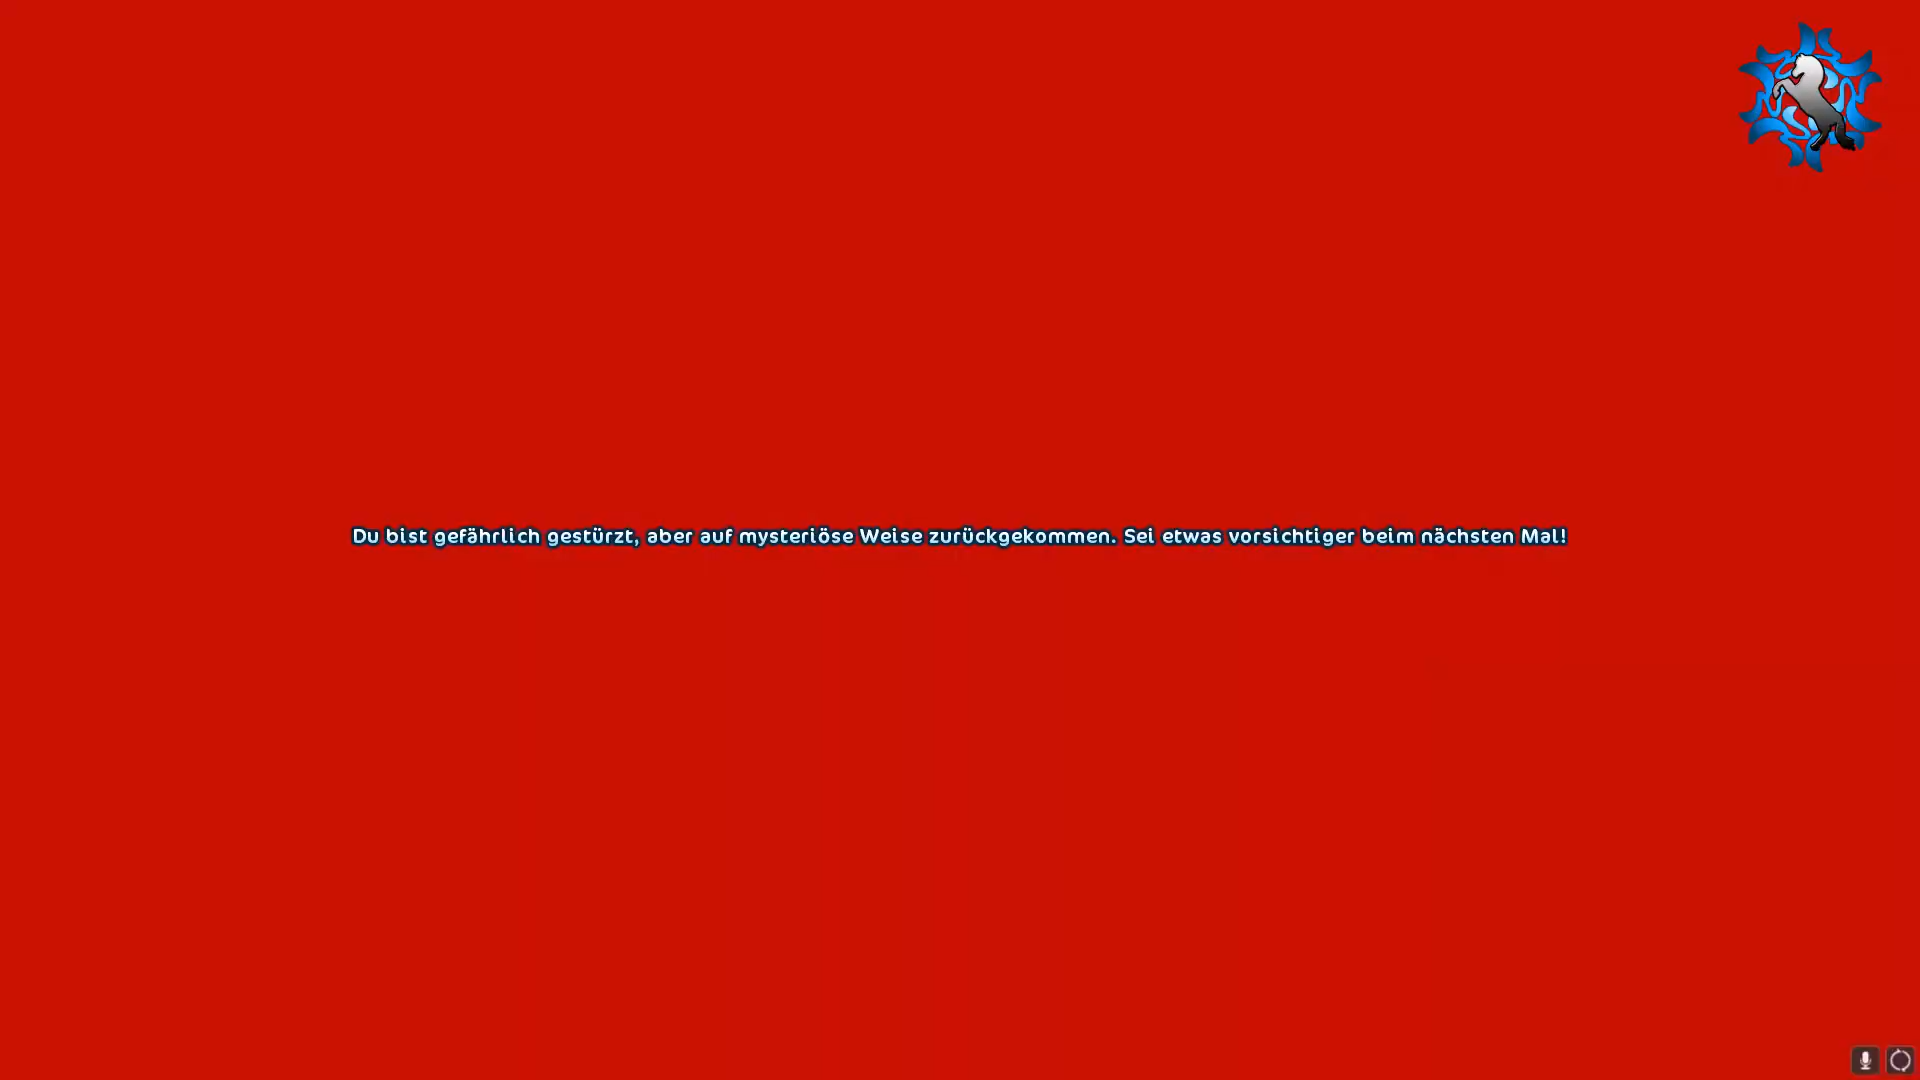 Du bist gefährlich gestürzt, aber auf mysteriöse Weise zurückgekommen. Sei etwas vorsichtiger beim nächsten Mal!